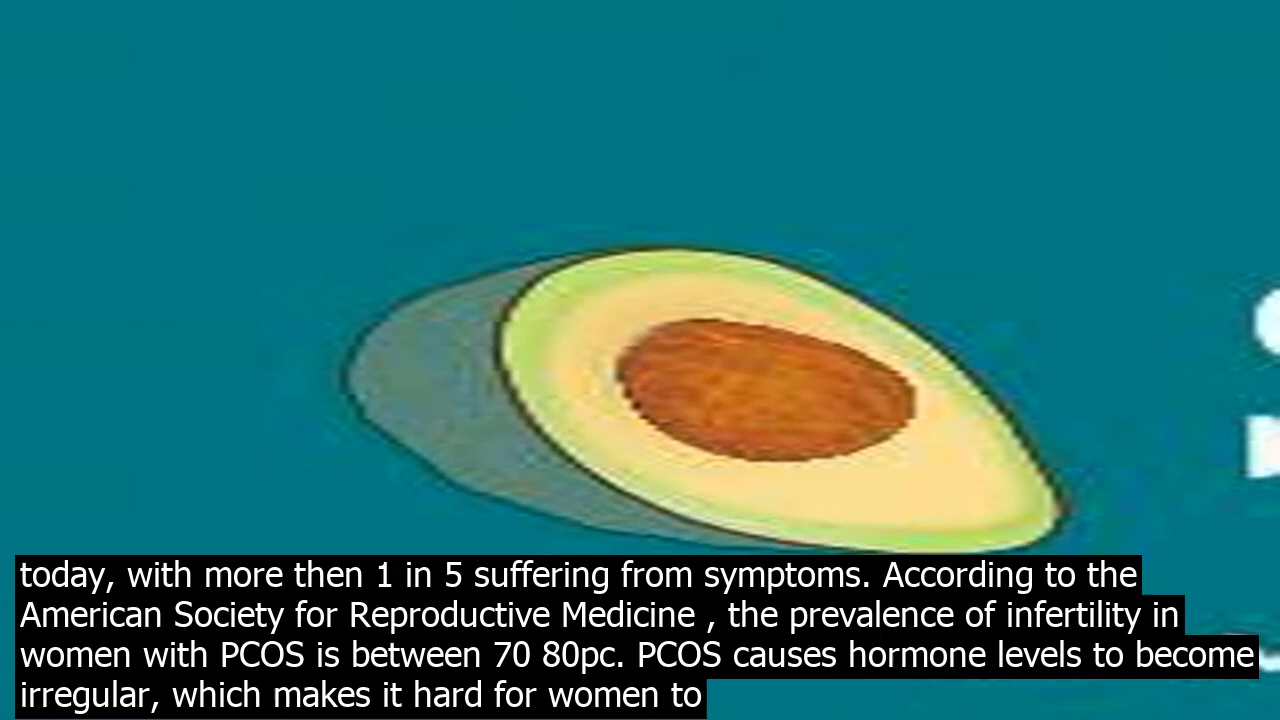 today, with more then 1 in 5 suffering from symptoms. According to the
American Society for Reproductive Medicine , the prevalence of infertility in
women with PCOS is between 70 80pc. PCOS causes hormone levels to become
irregular, which makes it hard for women to